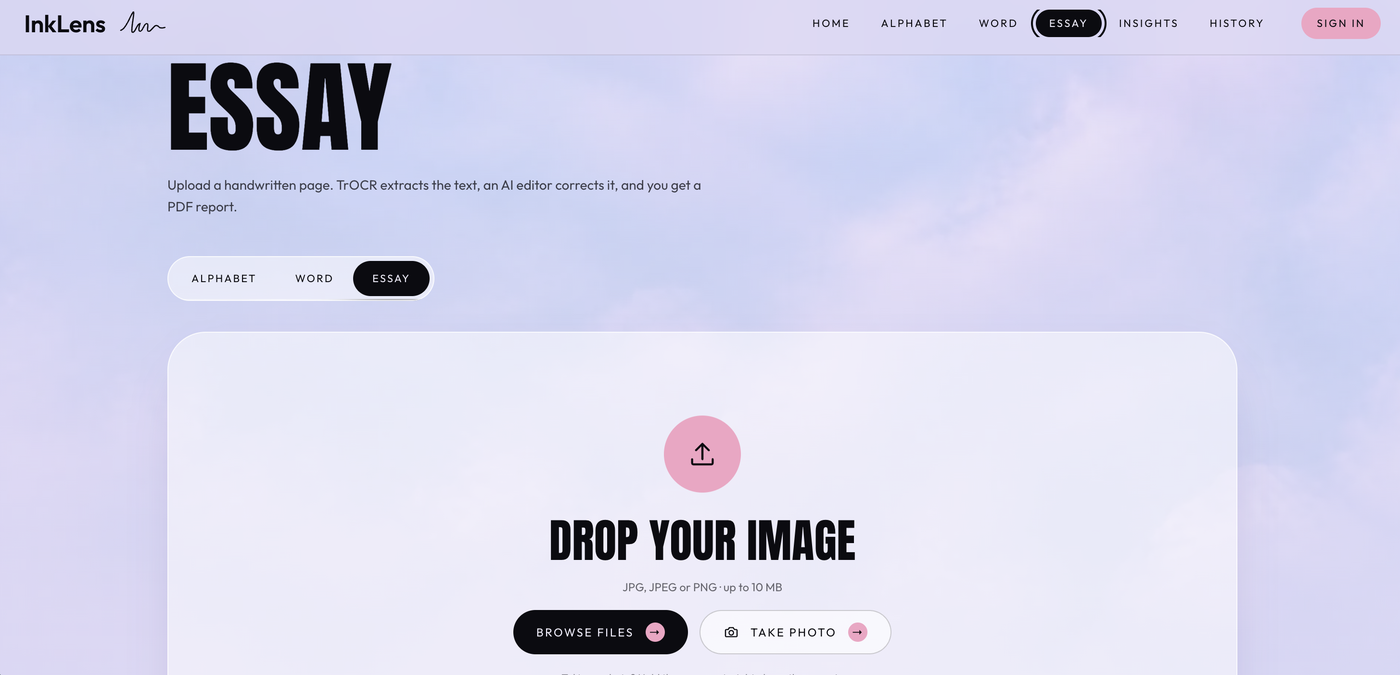 InkLens
HOME ALPHABET WORD ESSAY INSIGHTS HISTORY SIGN IN
ESSAY
Upload a handwritten page. TrOCR extracts the text, an AI editor corrects it, and you get a
PDF report.
ALPHABET WORD ESSAY
DROP YOUR IMAGE
JPG, JPEG or PNG · up to 10 MB
BROWSE FILES → TAKE PHOTO →